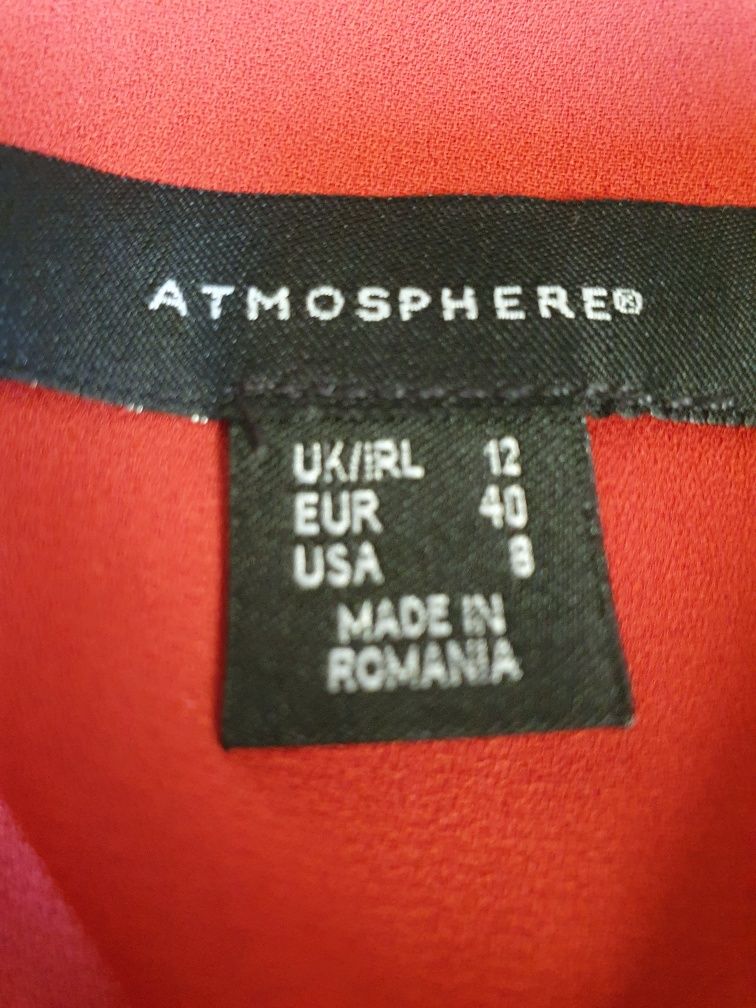 ATMOSPHERE®
UK/IRL 12
EUR 40
USA 8
MADE IN
ROMANIA